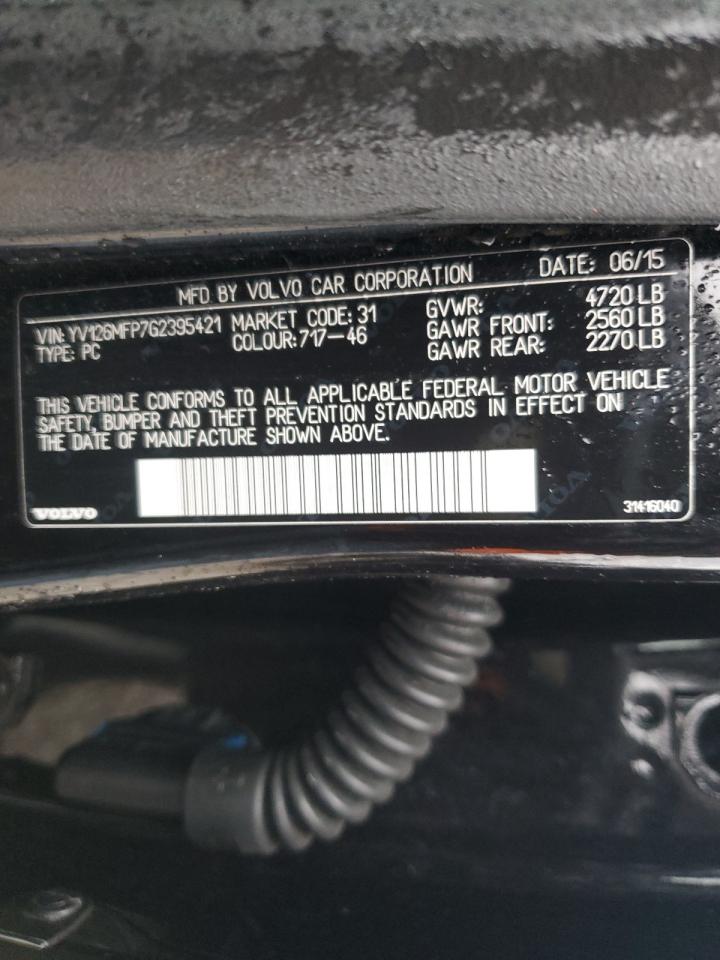 MFD BY VOLVO CAR CORPORATION DATE: 06/15
VIN: YV126MFP762395421 MARKET CODE: 31 GVWR: 4720 LB
TYPE: PC COLOUR: 717-46 GAWR FRONT: 2560 LB
GAWR REAR: 2270 LB
THIS VEHICLE CONFORMS TO ALL APPLICABLE FEDERAL MOTOR VEHICLE
SAFETY, BUMPER AND THEFT PREVENTION STANDARDS IN EFFECT ON
THE DATE OF MANUFACTURE SHOWN ABOVE.
VOLVO 31416040